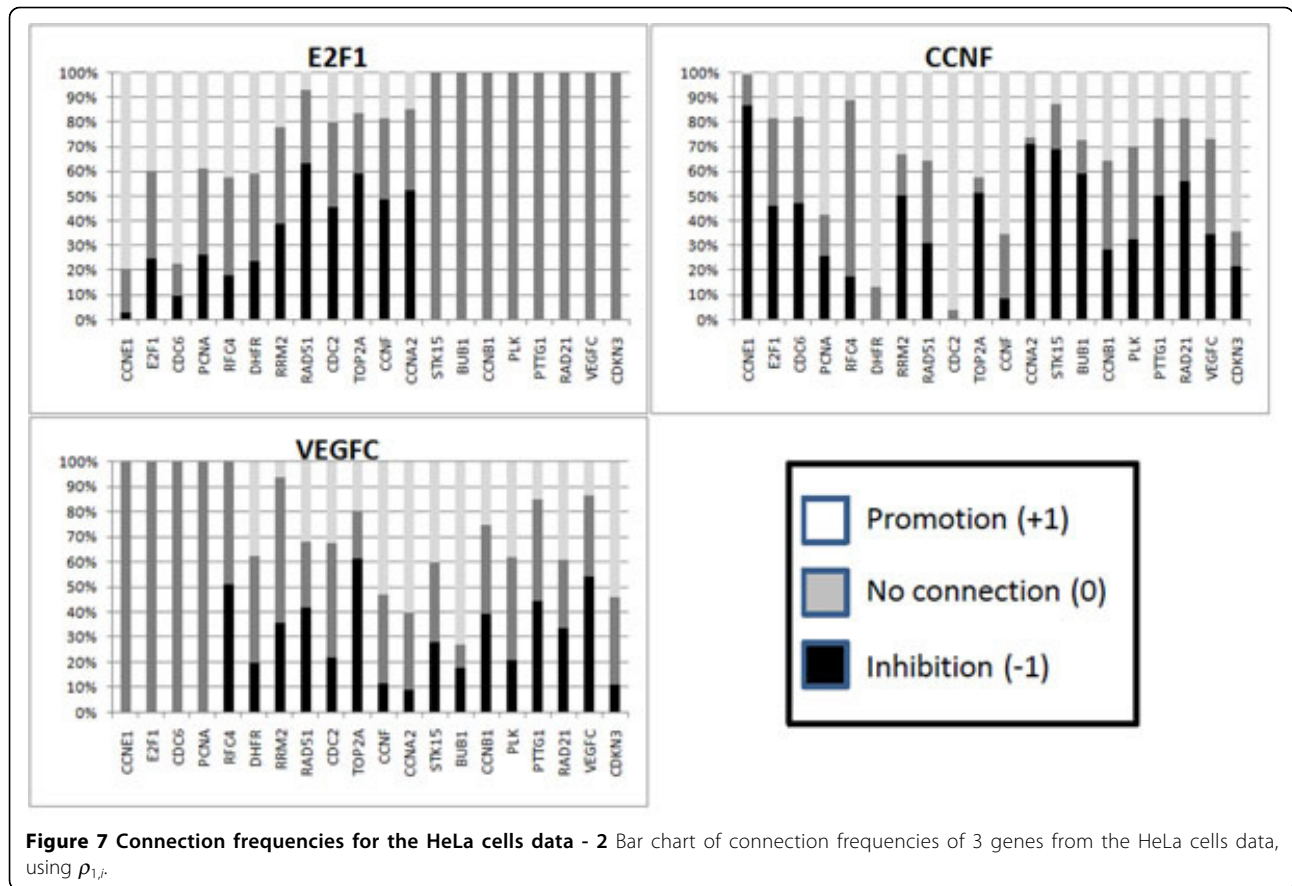 E2F1
100%
90%
80%
70%
60%
50%
40%
30%
20%
10%
0%
CCNE1
E2F1
CDC6
PCNA
RFC4
DHFR
RRM2
RAD51
CDC2
TOP2A
CCNF
CCNA2
STK15
BUB1
CCNB1
PLK
PTTG1
RAD21
VEGFC
CDKN3
CCNF
100%
90%
80%
70%
60%
50%
40%
30%
20%
10%
0%
CCNE1
E2F1
CDC6
PCNA
RFC4
DHFR
RRM2
RAD51
CDC2
TOP2A
CCNF
CCNA2
STK15
BUB1
CCNB1
PLK
PTTG1
RAD21
VEGFC
CDKN3
VEGFC
100%
90%
80%
70%
60%
50%
40%
30%
20%
10%
0%
CCNE1
E2F1
CDC6
PCNA
RFC4
DHFR
RRM2
RAD51
CDC2
TOP2A
CCNF
CCNA2
STK15
BUB1
CCNB1
PLK
PTTG1
RAD21
VEGFC
CDKN3
Promotion (+1)
No connection (0)
Inhibition (-1)
Figure 7 Connection frequencies for the HeLa cells data - 2 Bar chart of connection frequencies of 3 genes from the HeLa cells data,
using ρ1,i.